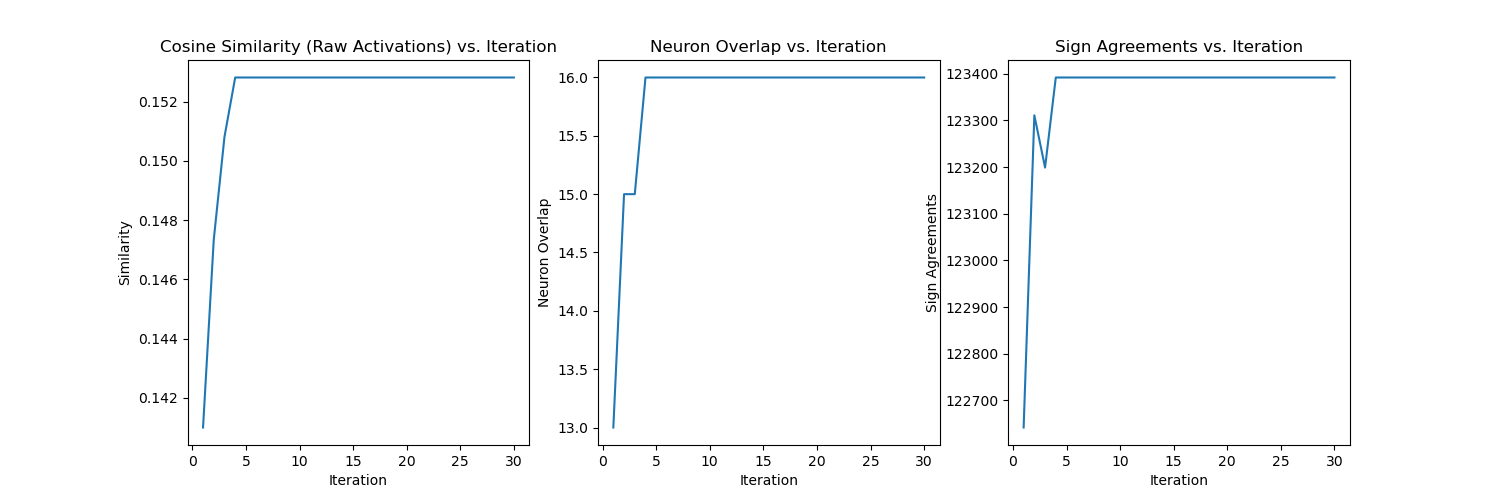 Cosine Similarity (Raw Activations) vs. Iteration
Similarity
0.152
0.150
0.148
0.146
0.144
0.142
0 5 10 15 20 25 30
Iteration
Neuron Overlap vs. Iteration
Neuron Overlap
16.0
15.5
15.0
14.5
14.0
13.5
13.0
0 5 10 15 20 25 30
Iteration
Sign Agreements vs. Iteration
Sign Agreements
123400
123300
123200
123100
123000
122900
122800
122700
0 5 10 15 20 25 30
Iteration